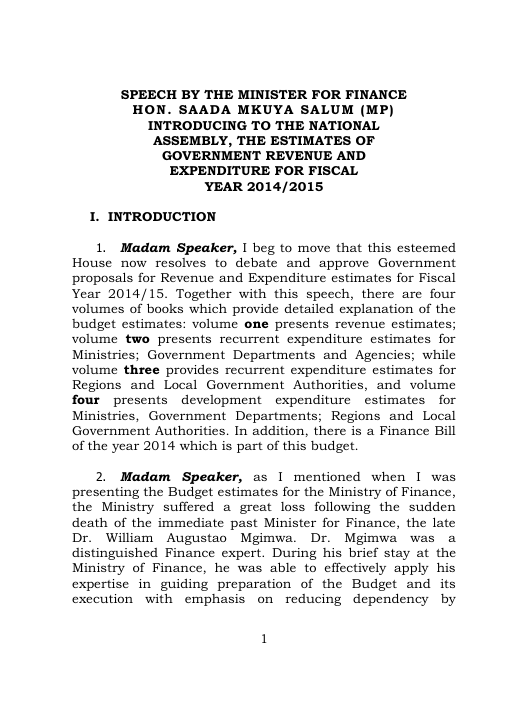 SPEECH BY THE MINISTER FOR FINANCE
HON. SAADA MKUYA SALUM (MP)
INTRODUCING TO THE NATIONAL
ASSEMBLY, THE ESTIMATES OF
GOVERNMENT REVENUE AND
EXPENDITURE FOR FISCAL
YEAR 2014/2015
I. INTRODUCTION
1. Madam Speaker, I beg to move that this esteemed
House now resolves to debate and approve Government
proposals for Revenue and Expenditure estimates for Fiscal
Year 2014/15. Together with this speech, there are four
volumes of books which provide detailed explanation of the
budget estimates: volume one presents revenue estimates;
volume two presents recurrent expenditure estimates for
Ministries; Government Departments and Agencies; while
volume three provides recurrent expenditure estimates for
Regions and Local Government Authorities, and volume
four presents development expenditure estimates for
Ministries, Government Departments; Regions and Local
Government Authorities. In addition, there is a Finance Bill
of the year 2014 which is part of this budget.
2. Madam Speaker, as I mentioned when I was
presenting the Budget estimates for the Ministry of Finance,
the Ministry suffered a great loss following the sudden
death of the immediate past Minister for Finance, the late
Dr. William Augustao Mgimwa. Dr. Mgimwa was a
distinguished Finance expert. During his brief stay at the
Ministry of Finance, he was able to effectively apply his
expertise in guiding preparation of the Budget and its
execution with emphasis on reducing dependency by
1